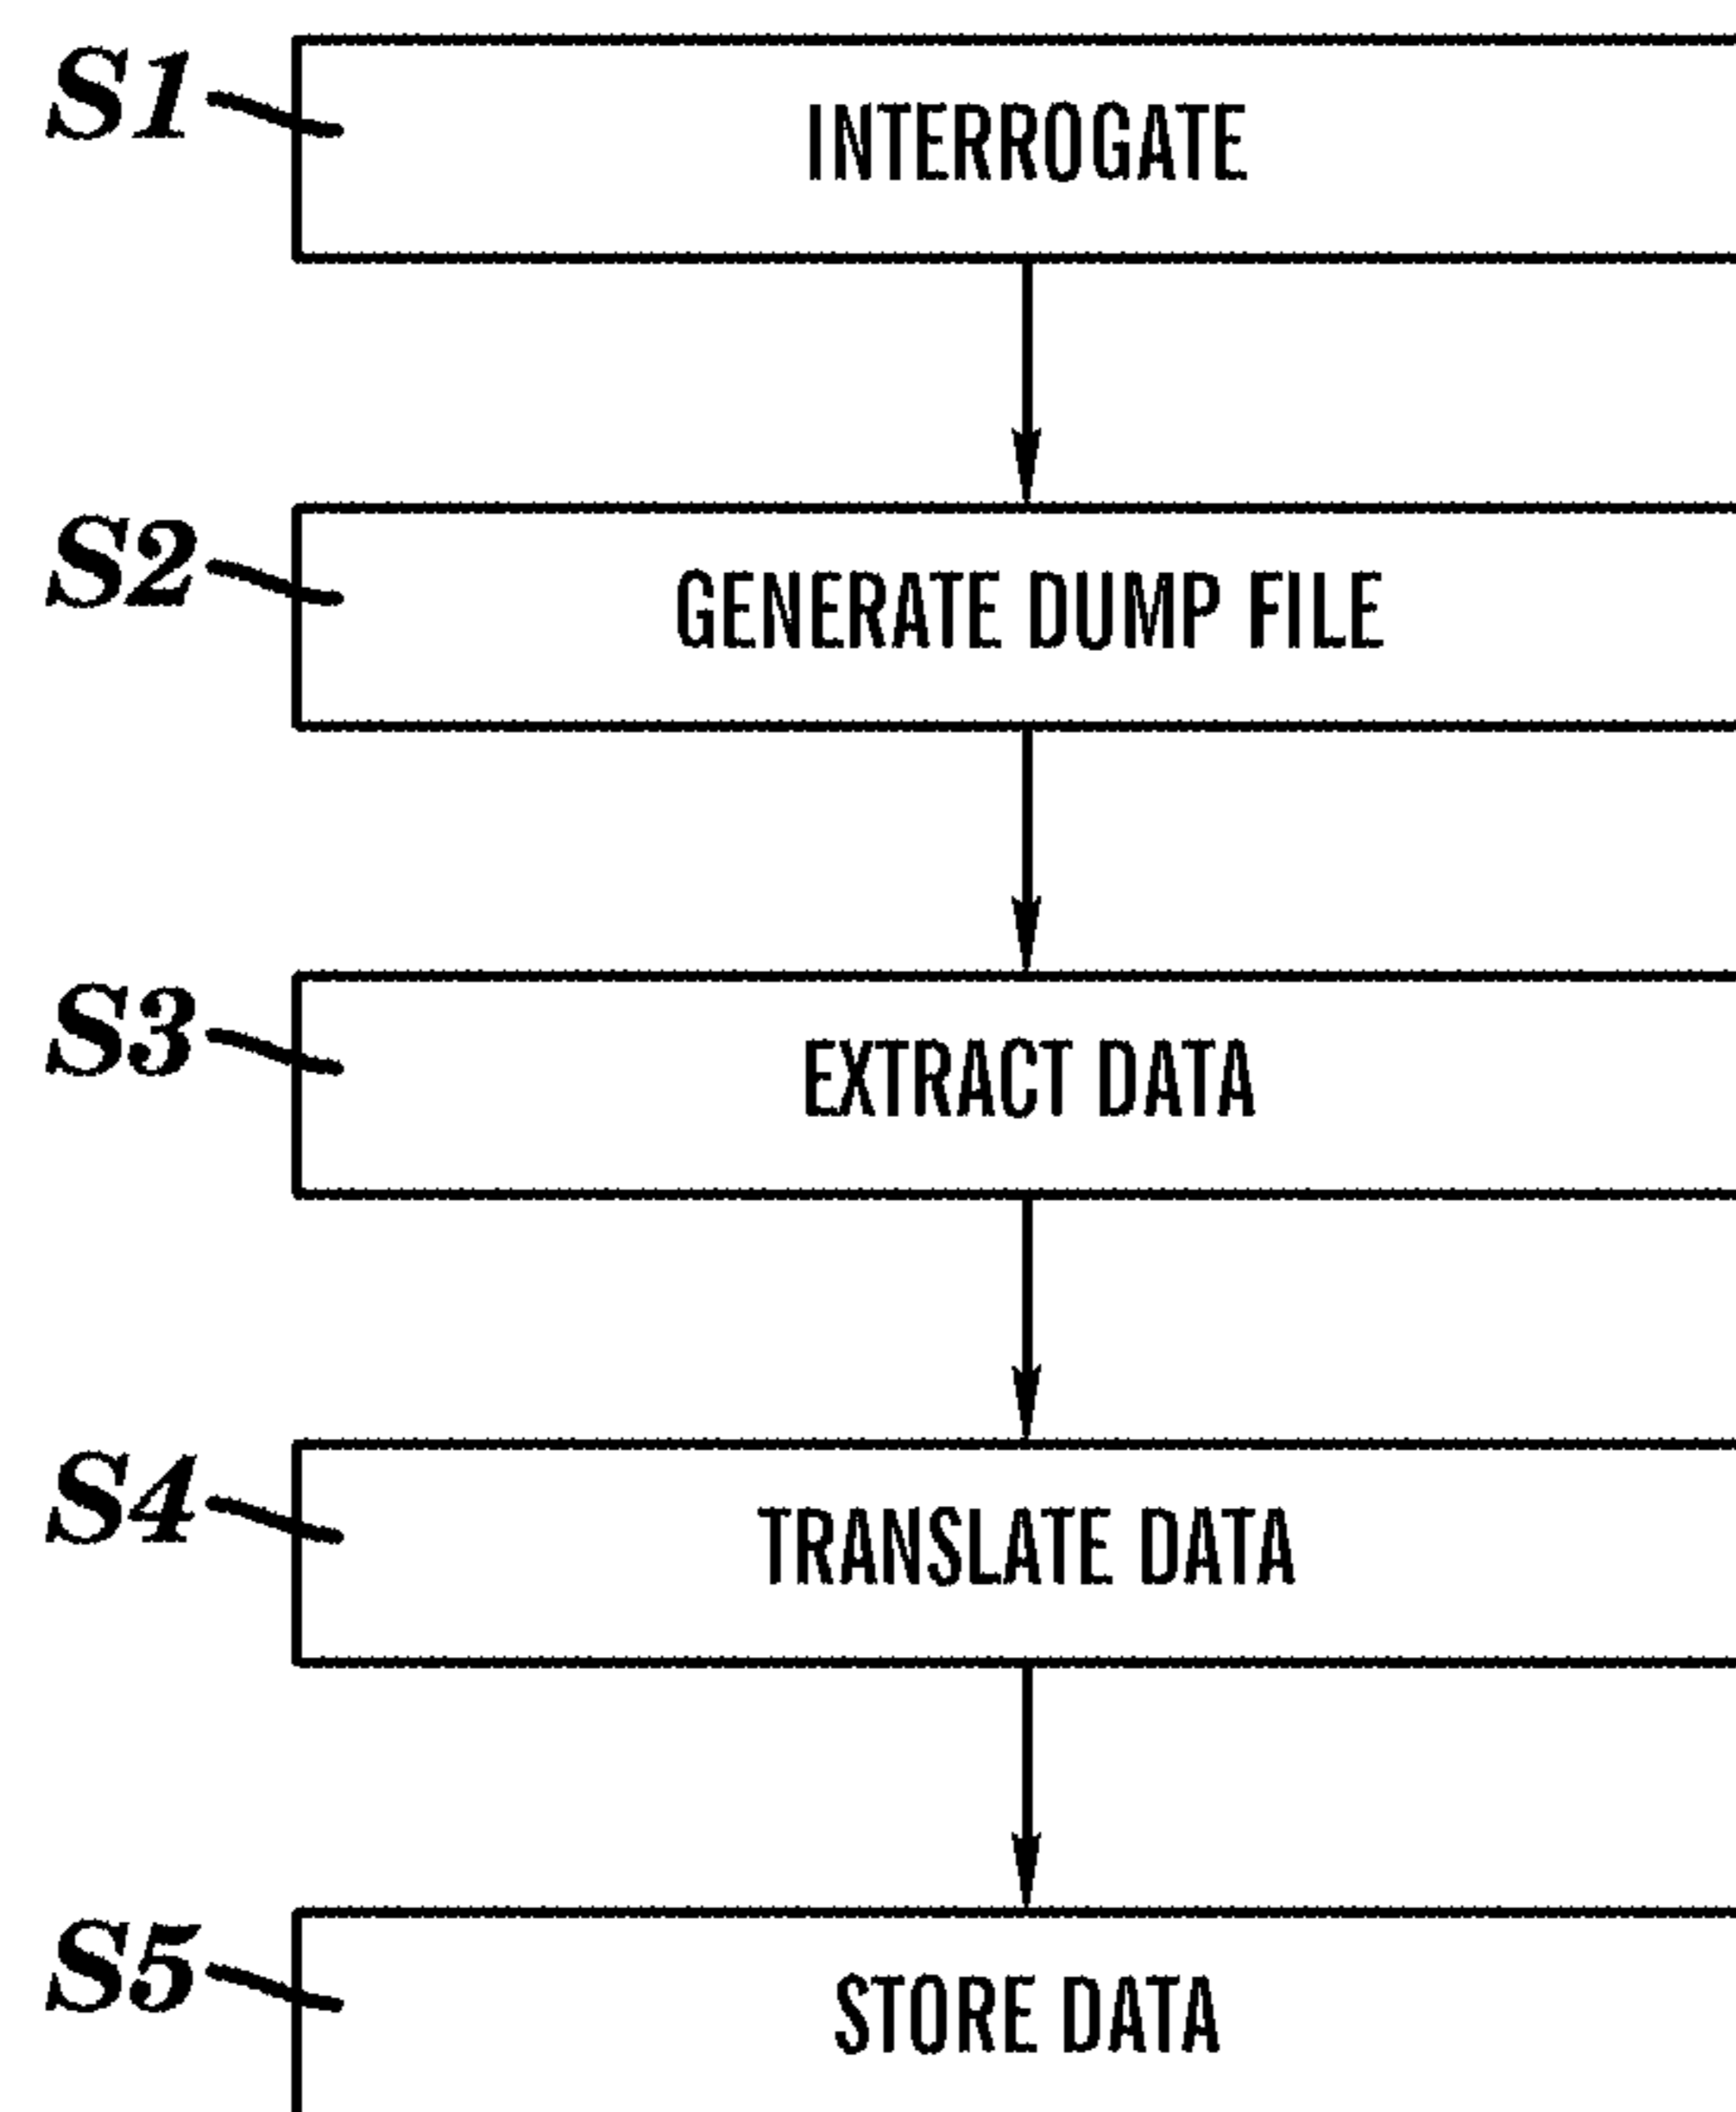 S1 INTERROGATE
S2 GENERATE DUMP FILE
S3 EXTRACT DATA
S4 TRANSLATE DATA
S5 STORE DATA